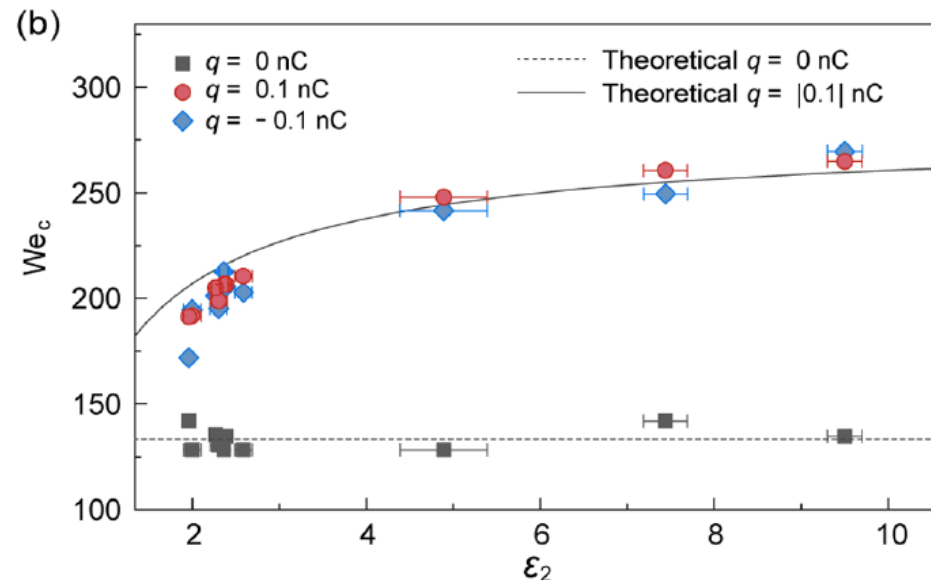 (b)
q = 0 nC
q = 0.1 nC
q = − 0.1 nC
Theoretical q = 0 nC
Theoretical q = |0.1| nC
300
250
200
150
100
We_c
2
4
6
8
10
ε₂